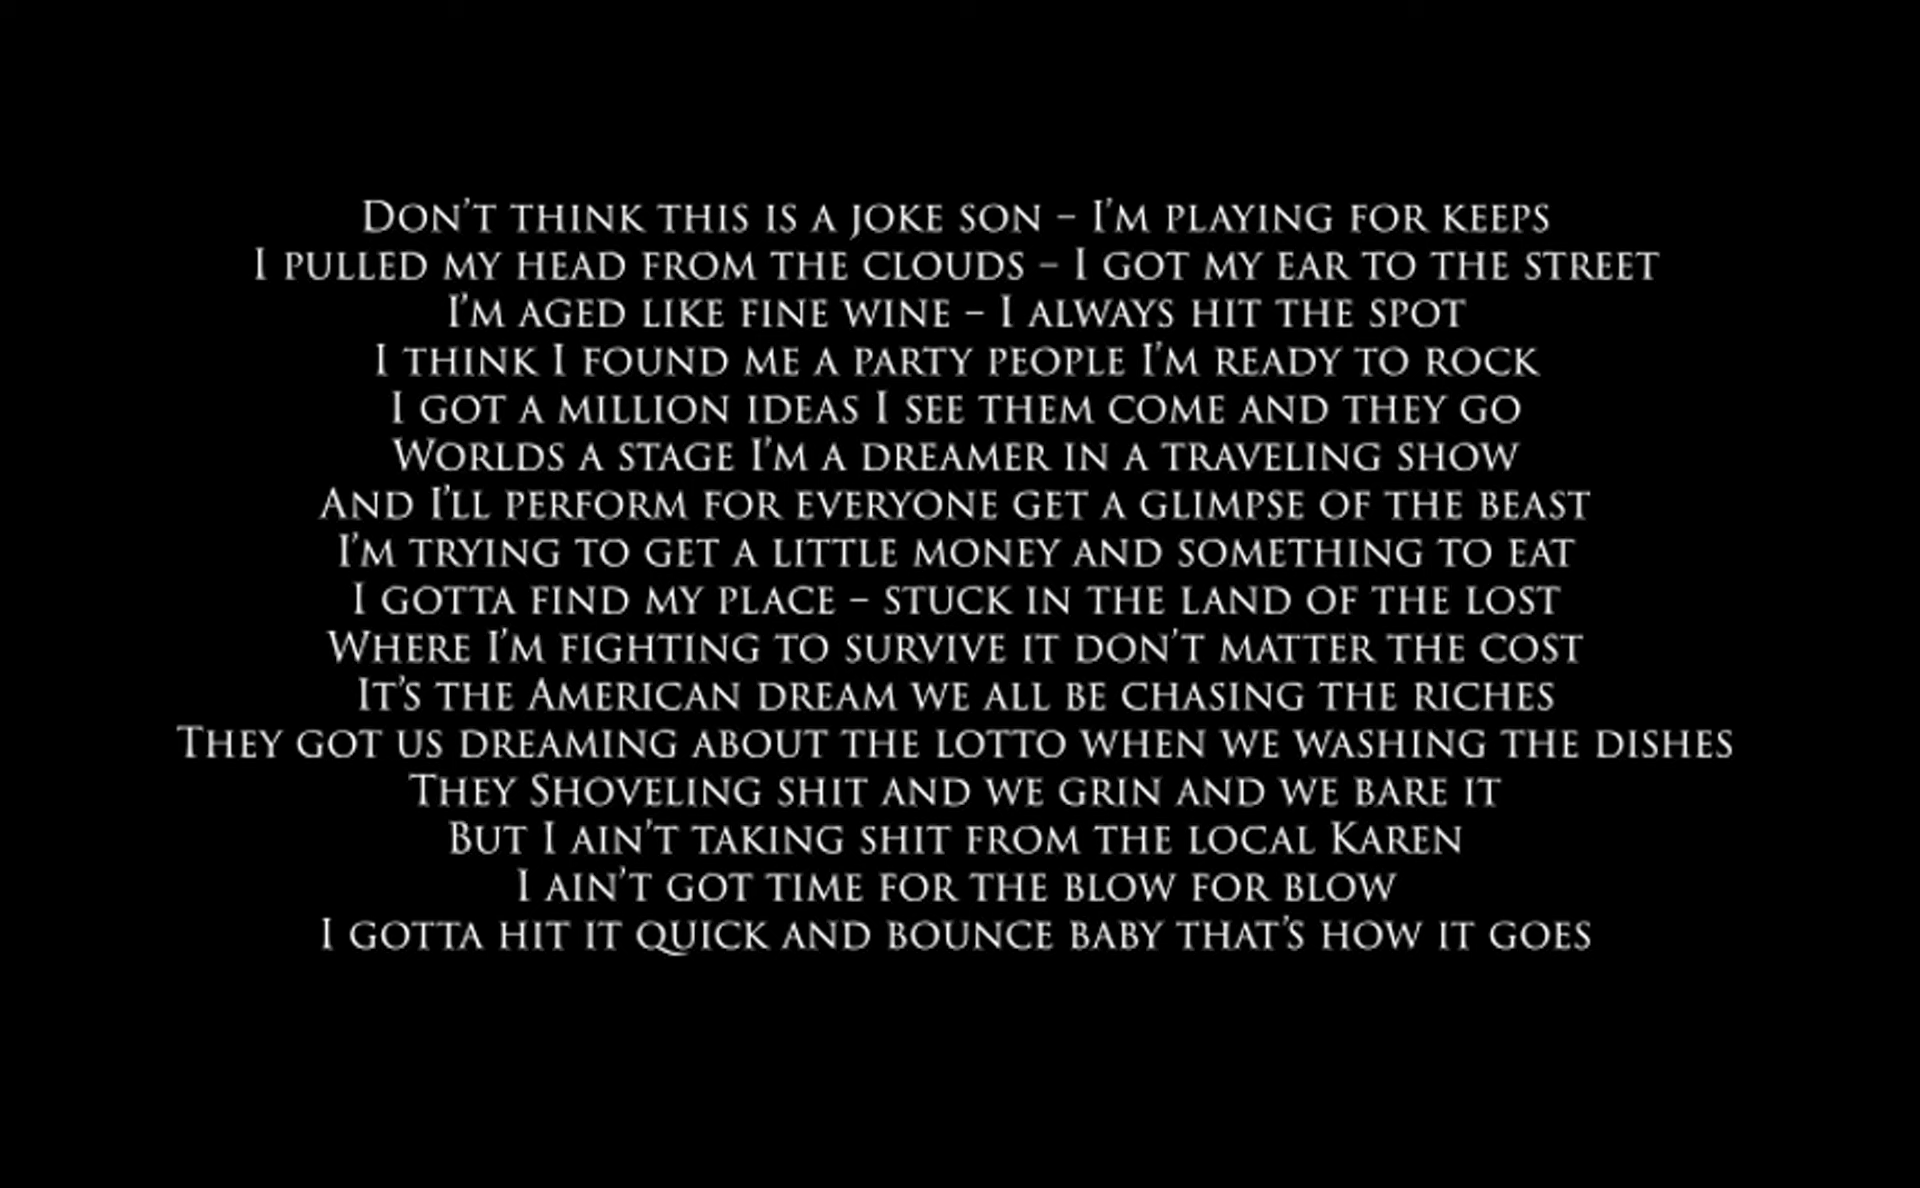 Don't think this is a joke son – I'm playing for keeps
I pulled my head from the clouds – I got my ear to the street
I'm aged like fine wine – I always hit the spot
I think I found me a party people I'm ready to rock
I got a million ideas I see them come and they go
Worlds a stage I'm a dreamer in a traveling show
And I'll perform for everyone get a glimpse of the beast
I'm trying to get a little money and something to eat
I gotta find my place – stuck in the land of the lost
Where I'm fighting to survive it don't matter the cost
It's the American dream we all be chasing the riches
They got us dreaming about the lotto when we washing the dishes
They Shoveling shit and we grin and we bare it
But I ain't taking shit from the local Karen
I ain't got time for the blow for blow
I gotta hit it quick and bounce baby that's how it goes